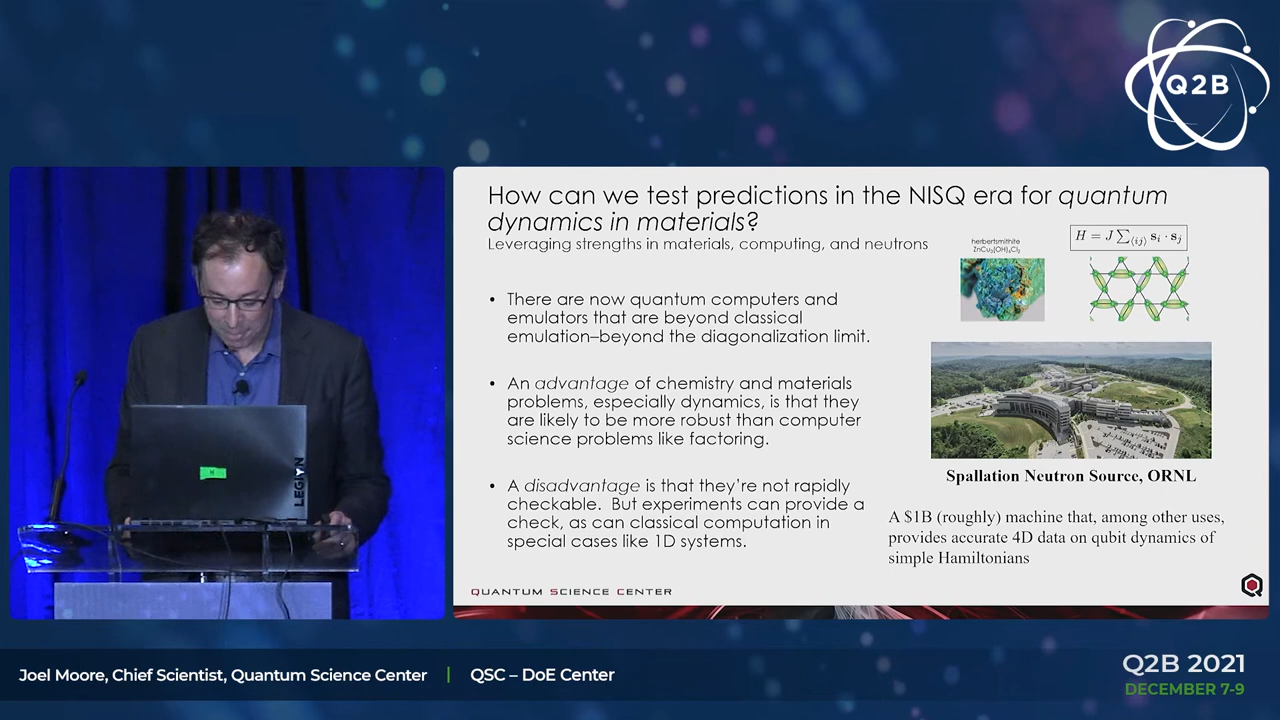 Q2B
How can we test predictions in the NISQ era for quantum
dynamics in materials?
Leveraging strengths in materials, computing, and neutrons
herbertsmithite
ZnCu₃(OH)₆Cl₂
H = J ∑⟨ij⟩ sᵢ · sⱼ
• There are now quantum computers and
emulators that are beyond classical
emulation–beyond the diagonalization limit.
• An advantage of chemistry and materials
problems, especially dynamics, is that they
are likely to be more robust than computer
science problems like factoring.
• A disadvantage is that they're not rapidly
checkable. But experiments can provide a
check, as can classical computation in
special cases like 1D systems.
Spallation Neutron Source, ORNL
A $1B (roughly) machine that, among other uses,
provides accurate 4D data on qubit dynamics of
simple Hamiltonians
QUANTUM SCIENCE CENTER
LEGION
H
Joel Moore, Chief Scientist, Quantum Science Center | QSC – DoE Center
Q2B 2021
DECEMBER 7-9